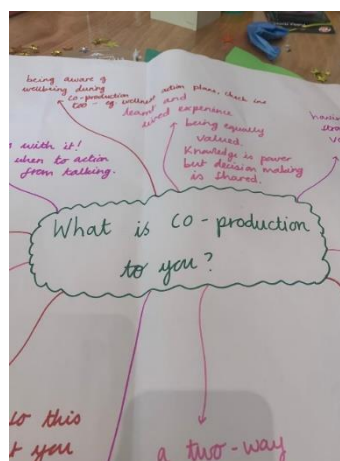 being aware of
wellbeing during
co-production
eg. wellness action plans, check ins
learnt and
lived experience
being equally
valued.
Knowledge is power
but decision making
is shared.
with it!
when to action
from talking.
What is co-production
to you?
this
you
a two-way